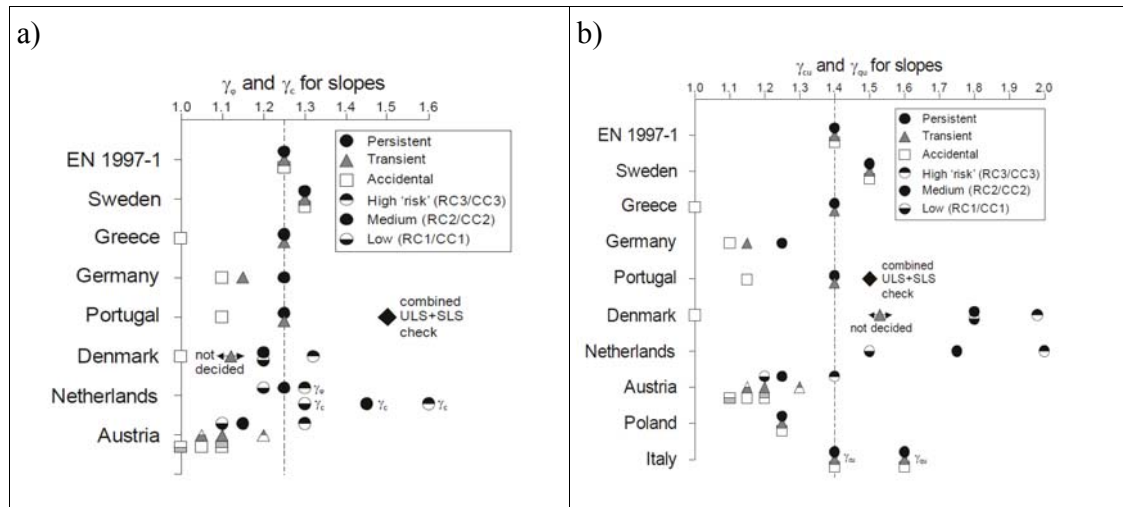 a)
γφ and γc for slopes
1.0 1.1 1.2 1.3 1.4 1.5 1.6
Persistent
Transient
Accidental
High 'risk' (RC3/CC3)
Medium (RC2/CC2)
Low (RC1/CC1)
EN 1997-1
Sweden
Greece
Germany
Portugal
combined
ULS+SLS
check
Denmark
not
decided
Netherlands
γφ
γc γc γc
Austria
b)
γcu and γqu for slopes
1.0 1.1 1.2 1.3 1.4 1.5 1.6 1.7 1.8 1.9 2.0
Persistent
Transient
Accidental
High 'risk' (RC3/CC3)
Medium (RC2/CC2)
Low (RC1/CC1)
EN 1997-1
Sweden
Greece
Germany
Portugal
combined
ULS+SLS
check
Denmark
not decided
Netherlands
Austria
Poland
Italy